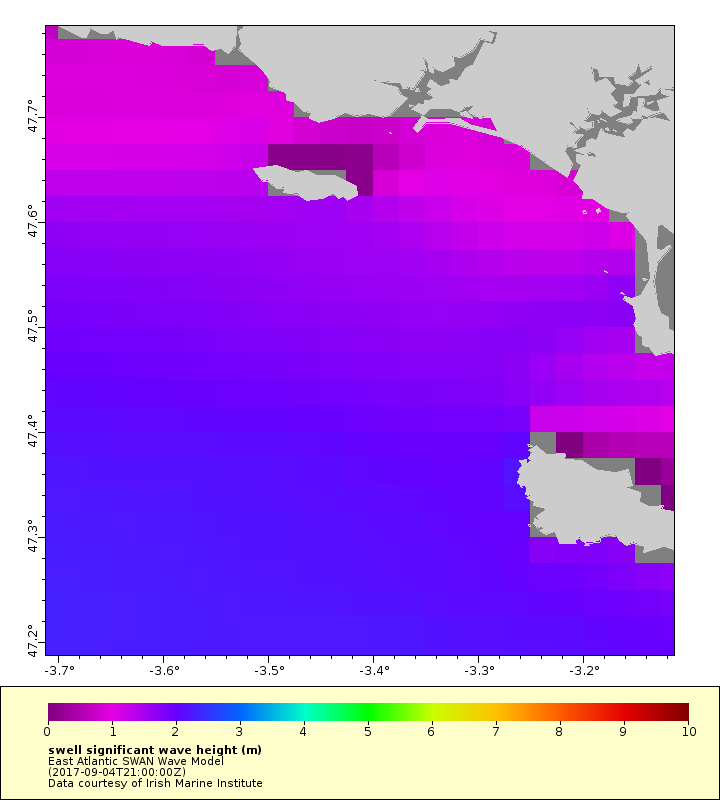 47.7°
47.6°
47.5°
47.4°
47.3°
47.2°
-3.7° -3.6° -3.5° -3.4° -3.3° -3.2°
0 1 2 3 4 5 6 7 8 9 10
swell significant wave height (m)
East Atlantic SWAN Wave Model
(2017-09-04T21:00:00Z)
Data courtesy of Irish Marine Institute